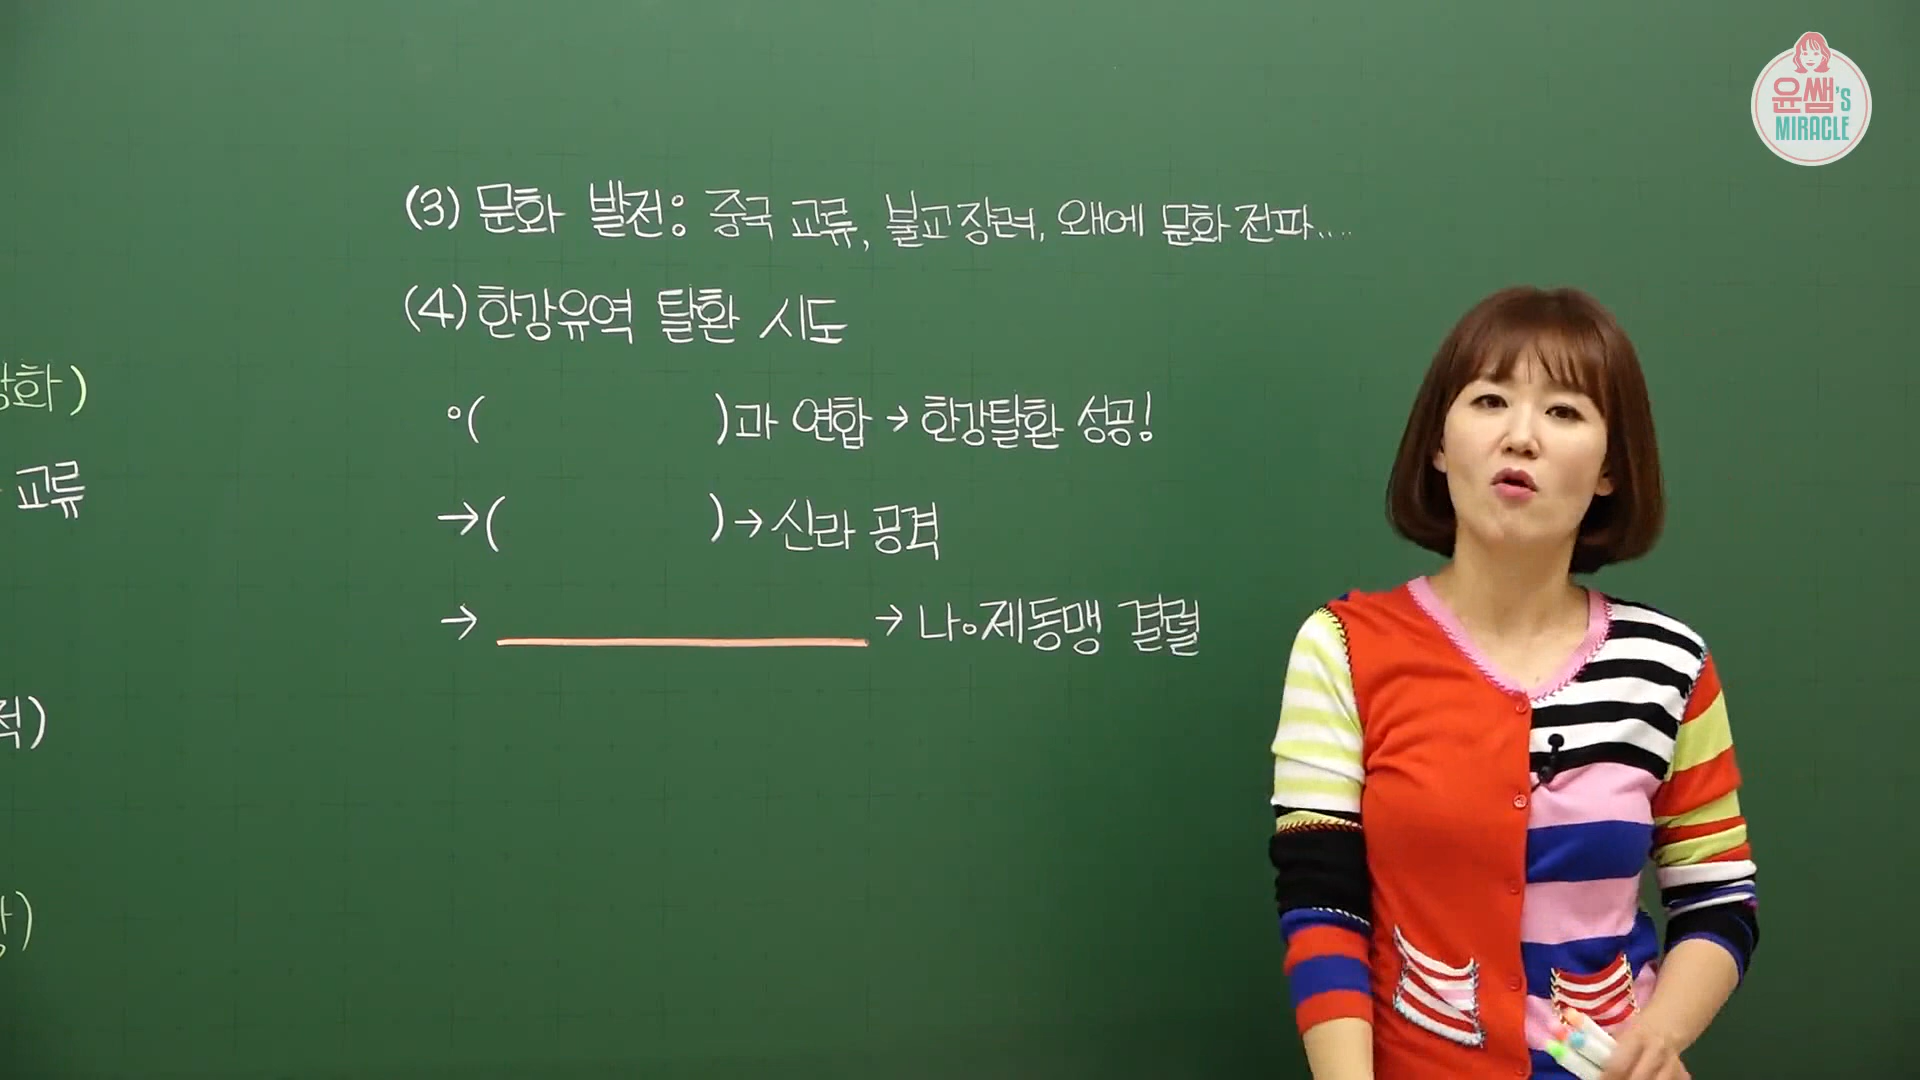 윤쌤's
MIRACLE
(3) 문화 발전: 중국 교류, 불교 장려, 왜에 문화 전파....
(4) 한강유역 탈환 시도
화)
교류
◦( )과 연합 → 한강탈환 성공!
→( ) → 신라 공격
→ → 나◦제동맹 결렬